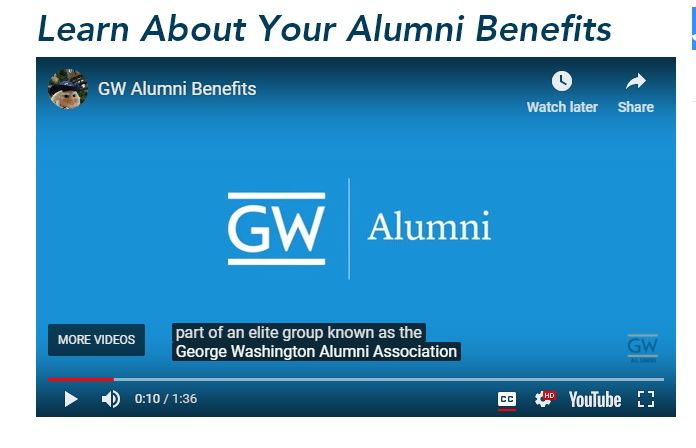 Learn About Your Alumni Benefits
GW Alumni Benefits
Watch later
Share
GW
Alumni
MORE VIDEOS
part of an elite group known as the
George Washington Alumni Association
GW
ALUMNI
0:10 / 1:36
CC
HD
YouTube